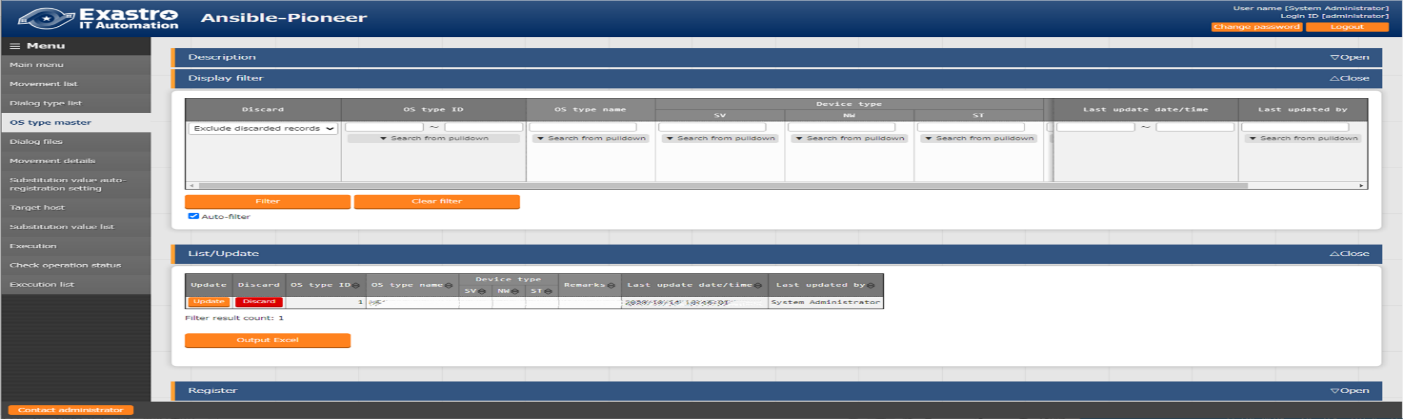 Exastro
IT Automation
Ansible-Pioneer
User name [System Administrator]
Login ID [administrator]
Change password
Logout
≡ Menu
Main menu
Movement list
Dialog type list
OS type master
Dialog files
Movement details
Substitution value auto-
registration setting
Target host
Substitution value list
Execution
Check operation status
Execution list
Contact administrator
Description ▽Open
Display filter △Close
Discard OS type ID OS type name Device type Last update date/time Last updated by
SV NW ST
Exclude discarded records ~ ~
▼ Search from pulldown ▼ Search from pulldown ▼ Search from pulldown ▼ Search from pulldown ▼ Search from pulldown ▼ Search from pulldown
Filter Clear filter
Auto-filter
List/Update △Close
Update Discard OS type ID OS type name Device type Remarks Last update date/time Last updated by
SV NW ST
Update Discard 1 System Administrator
Filter result count: 1
Output Excel
Register ▽Open